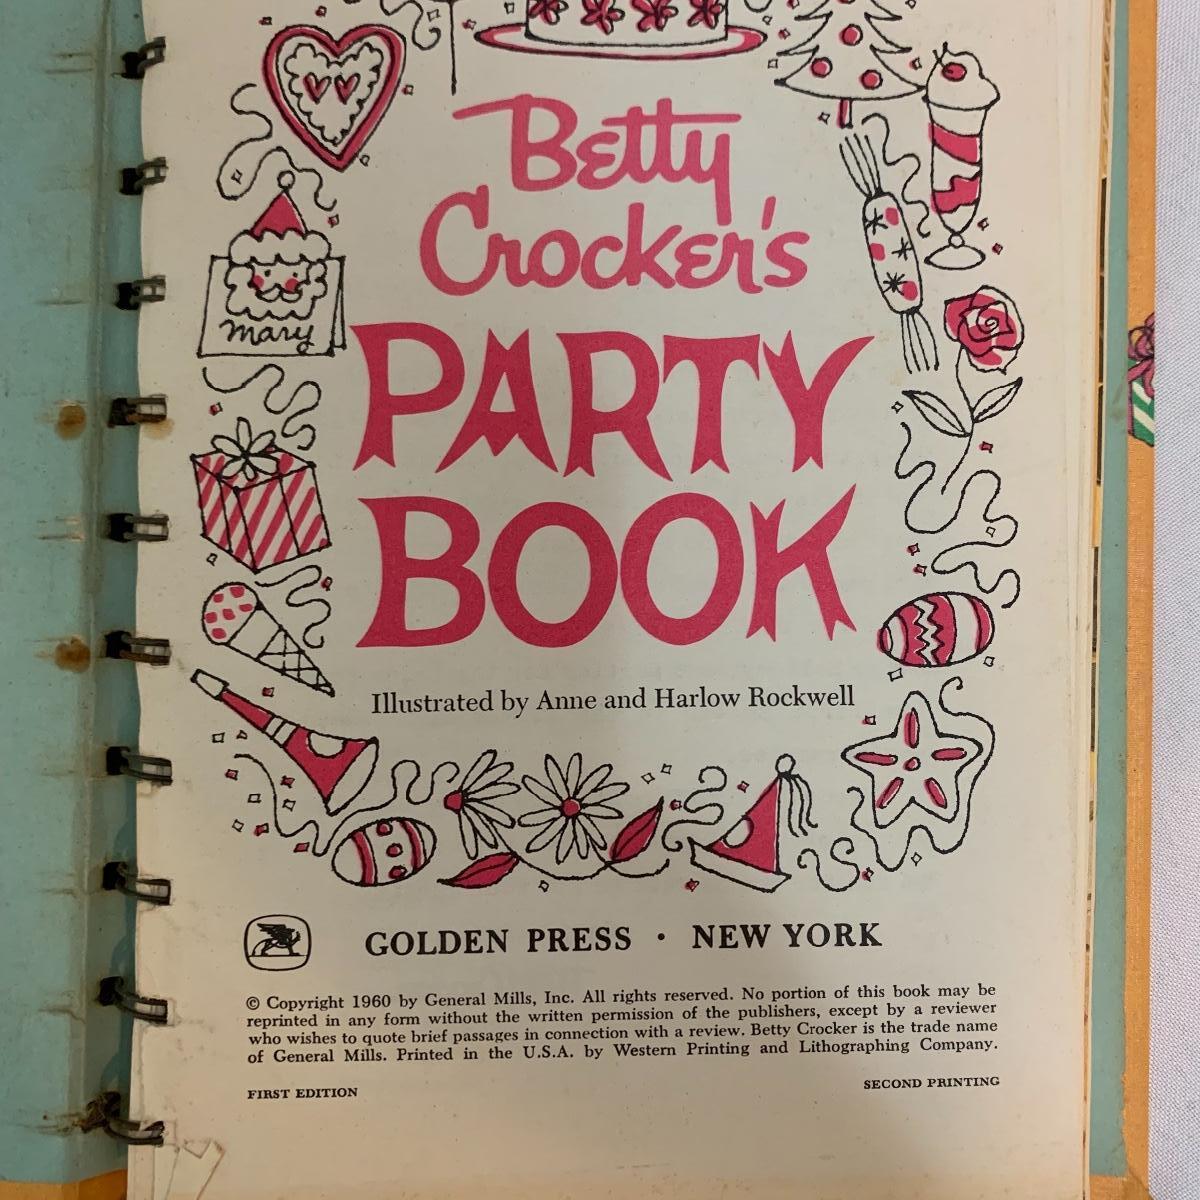 Betty
Crocker's
PARTY
BOOK
mary
Illustrated by Anne and Harlow Rockwell
GOLDEN PRESS · NEW YORK
© Copyright 1960 by General Mills, Inc. All rights reserved. No portion of this book may be
reprinted in any form without the written permission of the publishers, except by a reviewer
who wishes to quote brief passages in connection with a review. Betty Crocker is the trade name
of General Mills. Printed in the U.S.A. by Western Printing and Lithographing Company.
FIRST EDITION
SECOND PRINTING